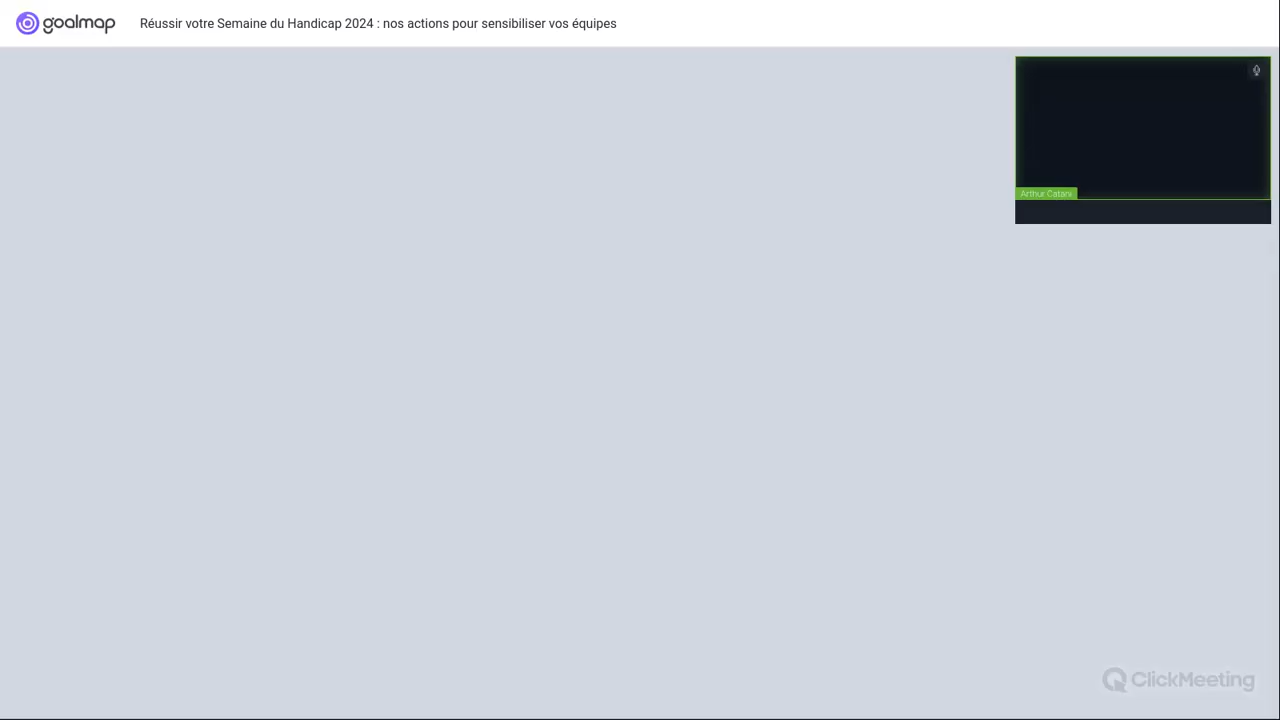 goalmap
Réussir votre Semaine du Handicap 2024 : nos actions pour sensibiliser vos équipes
Arthur Catani
ClickMeeting